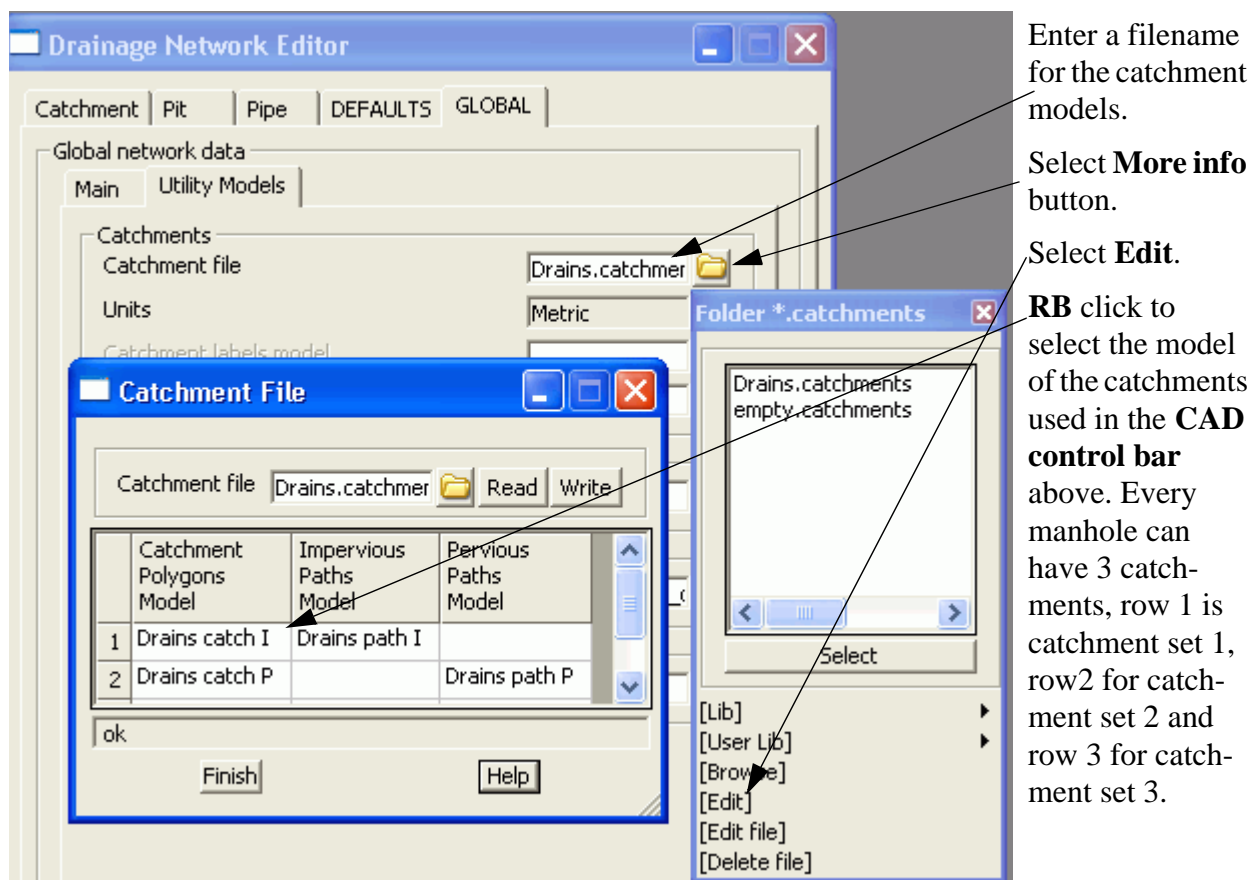 Drainage Network Editor
Catchment
Pit
Pipe
DEFAULTS
GLOBAL
Global network data
Main
Utility Models
Catchments
Catchment file
Drains.catchmer
Units
Metric
Catchment labels model
Folder *.catchments
Drains.catchments
empty.catchments
Select
[Lib]
[User Lib]
[Browse]
[Edit]
[Edit file]
[Delete file]
Catchment File
Catchment file
Drains.catchmer
Read
Write
Catchment
Polygons
Model
Impervious
Paths
Model
Pervious
Paths
Model
1
Drains catch I
Drains path I
2
Drains catch P
Drains path P
ok
Finish
Help
Enter a filename
for the catchment
models.
Select More info
button.
Select Edit.
RB click to
select the model
of the catchments
used in the CAD
control bar
above. Every
manhole can
have 3 catch-
ments, row 1 is
catchment set 1,
row2 for catch-
ment set 2 and
row 3 for catch-
ment set 3.